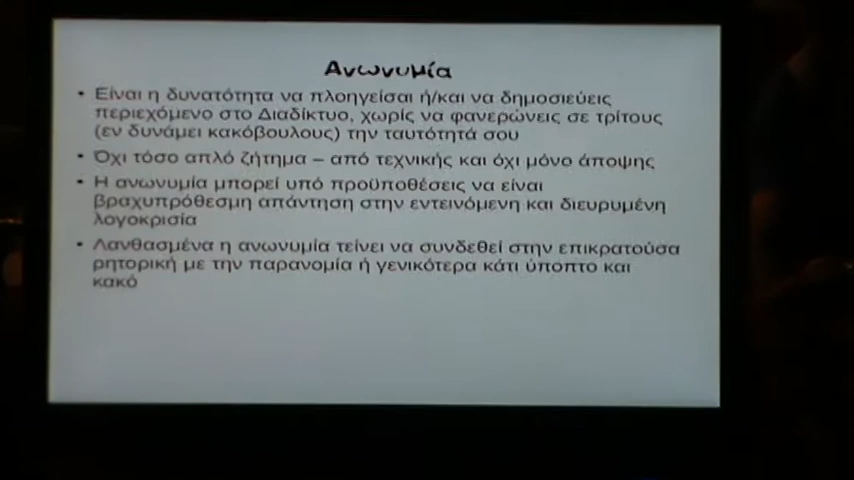 Ανωνυμία
• Είναι η δυνατότητα να πλοηγείσαι ή/και να δημοσιεύεις
περιεχόμενο στο Διαδίκτυο, χωρίς να φανερώνεις σε τρίτους
(εν δυνάμει κακόβουλους) την ταυτότητά σου
• Όχι τόσο απλό ζήτημα – από τεχνικής και όχι μόνο άποψης
• Η ανωνυμία μπορεί υπό προϋποθέσεις να είναι
βραχυπρόθεσμη απάντηση στην εντεινόμενη και διευρυμένη
λογοκρισία
• Λανθασμένα η ανωνυμία τείνει να συνδεθεί στην επικρατούσα
ρητορική με την παρανομία ή γενικότερα κάτι ύποπτο και
κακό